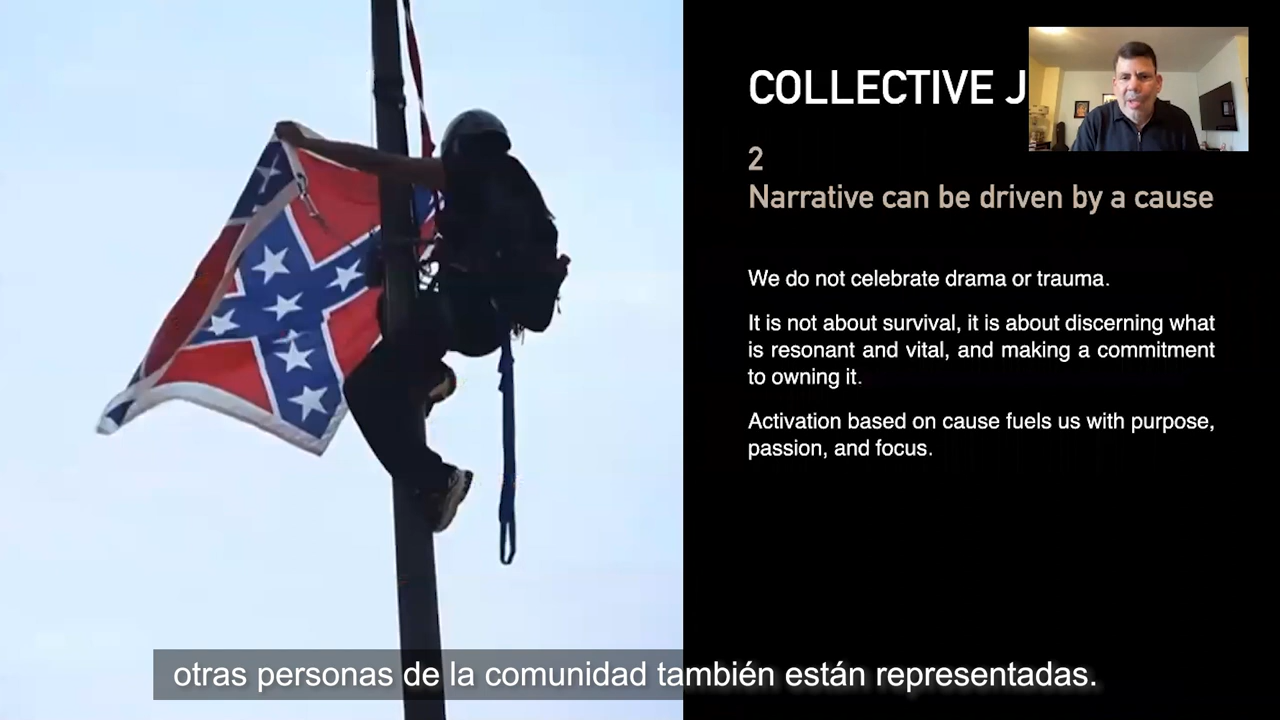 COLLECTIVE J
2
Narrative can be driven by a cause
We do not celebrate drama or trauma.
It is not about survival, it is about discerning what
is resonant and vital, and making a commitment
to owning it.
Activation based on cause fuels us with purpose,
passion, and focus.
otras personas de la comunidad también están representadas.